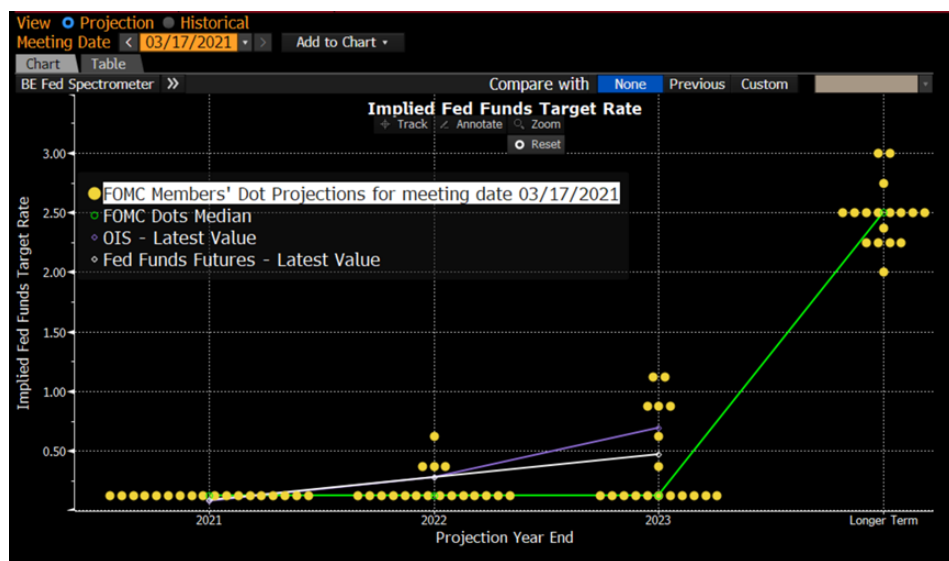 View Projection Historical
Meeting Date < 03/17/2021 > Add to Chart
Chart Table
BE Fed Spectrometer » Compare with None Previous Custom
Implied Fed Funds Target Rate
Track Annotate Zoom
Reset
FOMC Members' Dot Projections for meeting date 03/17/2021
FOMC Dots Median
OIS - Latest Value
Fed Funds Futures - Latest Value
Implied Fed Funds Target Rate
3.00
2.50
2.00
1.50
1.00
0.50
2021 2022 2023 Longer Term
Projection Year End